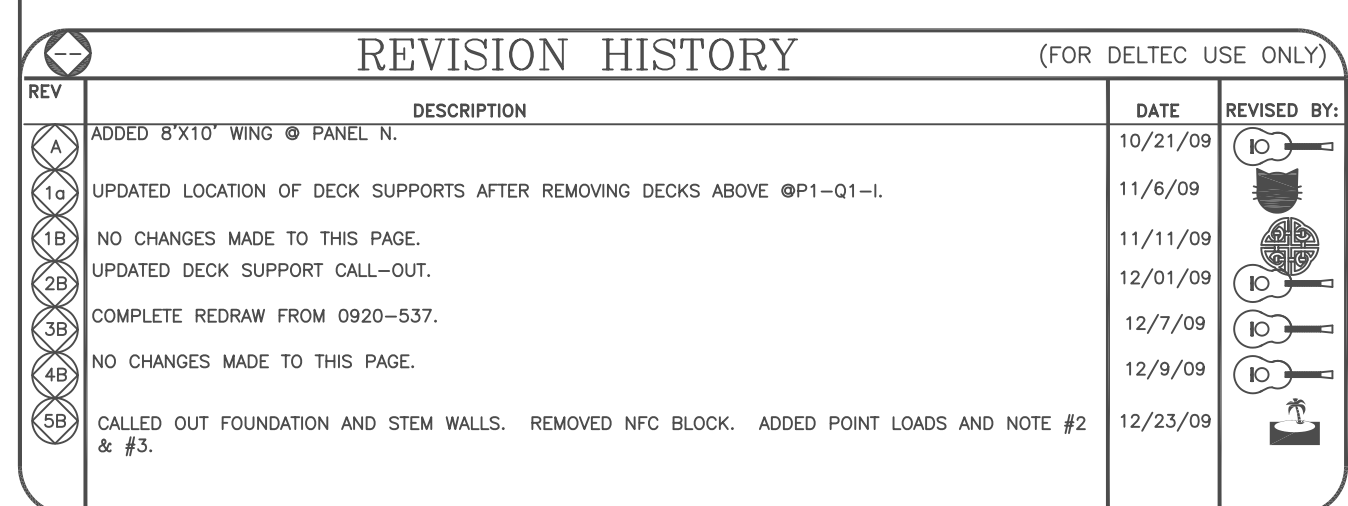 -- REVISION HISTORY (FOR DELTEC USE ONLY)
REV DESCRIPTION DATE REVISED BY:
A ADDED 8'X10' WING @ PANEL N. 10/21/09
1a UPDATED LOCATION OF DECK SUPPORTS AFTER REMOVING DECKS ABOVE @P1-Q1-I. 11/6/09
1B NO CHANGES MADE TO THIS PAGE. 11/11/09
2B UPDATED DECK SUPPORT CALL-OUT. 12/01/09
3B COMPLETE REDRAW FROM 0920-537. 12/7/09
4B NO CHANGES MADE TO THIS PAGE. 12/9/09
5B CALLED OUT FOUNDATION AND STEM WALLS. REMOVED NFC BLOCK. ADDED POINT LOADS AND NOTE #2 12/23/09
& #3.